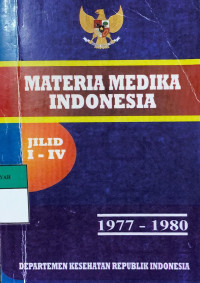 MATERIA MEDIKA
INDONESIA
JILID
I - IV
1977 - 1980
DEPARTEMEN KESEHATAN REPUBLIK INDONESIA